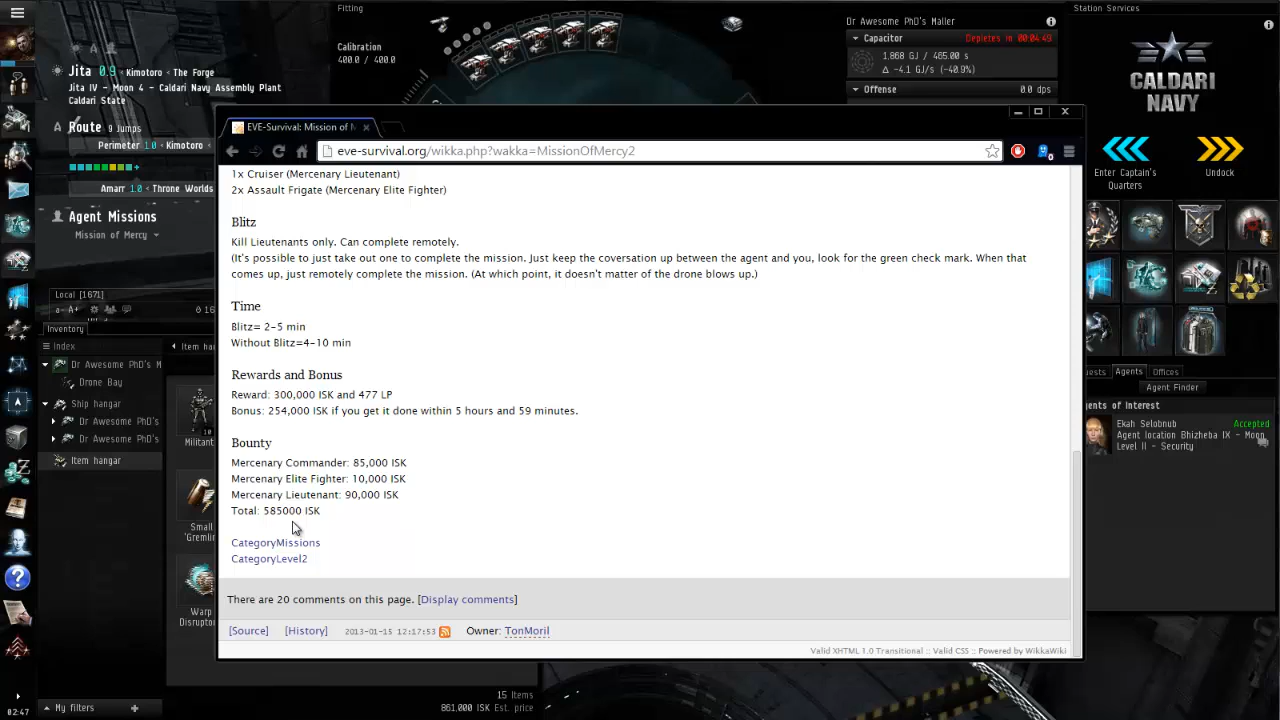 Jita 0.9 ‹ Kimotoro ‹ The Forge
Jita IV - Moon 4 - Caldari Navy Assembly Plant
Caldari State
Route 9 Jumps
Perimeter 1.0 ‹ Kimotoro ‹
Amarr 1.0 ‹ Throne Worlds
Agent Missions
Mission of Mercy
Local [1671]
a- A+
0 16
Inventory
Index
Dr Awesome PhD's M
Drone Bay
Ship hangar
Dr Awesome PhD's
Dr Awesome PhD's
Item hangar
Item han
10
Militant
Small
'Gremlin
Warp
Disruptor
My filters
02:47
15 Items
861,000 ISK Est. price
Fitting
Calibration
400.0 / 400.0
Dr Awesome PhD's Maller
Capacitor Depletes in 00:04:49
1,868 GJ / 465.00 s
Δ -4.1 GJ/s (-40.9%)
Offense 0.0 dps
Station Services
CALDARI
NAVY
Enter Captain's
Quarters
Undock
uests Agents Offices
Agent Finder
gents of Interest
Ekah Selobnub Accepted
Agent location Bhizheba IX - Moon
Level II - Security
EVE-Survival: Mission of M
eve-survival.org/wikka.php?wakka=MissionOfMercy2
1x Cruiser (Mercenary Lieutenant)
2x Assault Frigate (Mercenary Elite Fighter)
Blitz
Kill Lieutenants only. Can complete remotely.
(It's possible to just take out one to complete the mission. Just keep the coversation up between the agent and you, look for the green check mark. When that
comes up, just remotely complete the mission. (At which point, it doesn't matter of the drone blows up.)
Time
Blitz= 2-5 min
Without Blitz=4-10 min
Rewards and Bonus
Reward: 300,000 ISK and 477 LP
Bonus: 254,000 ISK if you get it done within 5 hours and 59 minutes.
Bounty
Mercenary Commander: 85,000 ISK
Mercenary Elite Fighter: 10,000 ISK
Mercenary Lieutenant: 90,000 ISK
Total: 585000 ISK
CategoryMissions
CategoryLevel2
There are 20 comments on this page. [Display comments]
[Source] [History] 2013-01-15 12:17:53 Owner: TonMoril
Valid XHTML 1.0 Transitional :: Valid CSS :: Powered by WikkaWiki